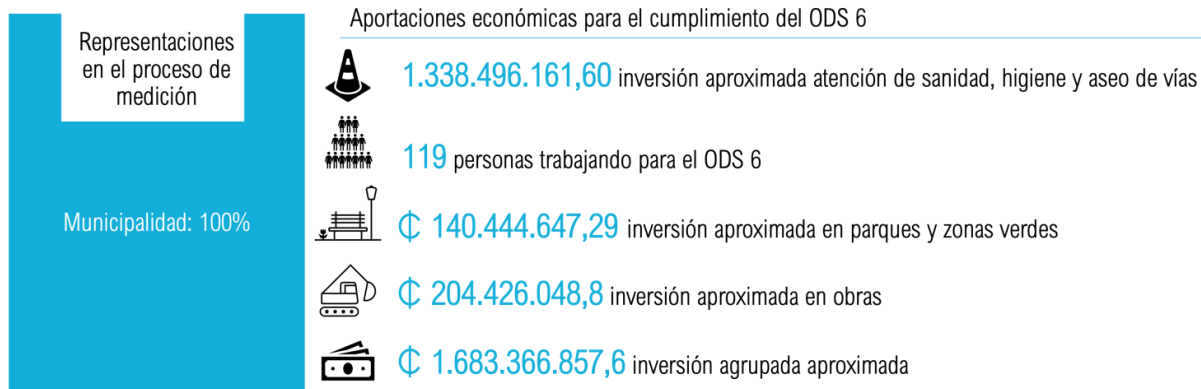 Representaciones
en el proceso de
medición
Municipalidad: 100%
Aportaciones económicas para el cumplimiento del ODS 6
1.338.496.161,60 inversión aproximada atención de sanidad, higiene y aseo de vías
119 personas trabajando para el ODS 6
₵ 140.444.647,29 inversión aproximada en parques y zonas verdes
₵ 204.426.048,8 inversión aproximada en obras
₵ 1.683.366.857,6 inversión agrupada aproximada